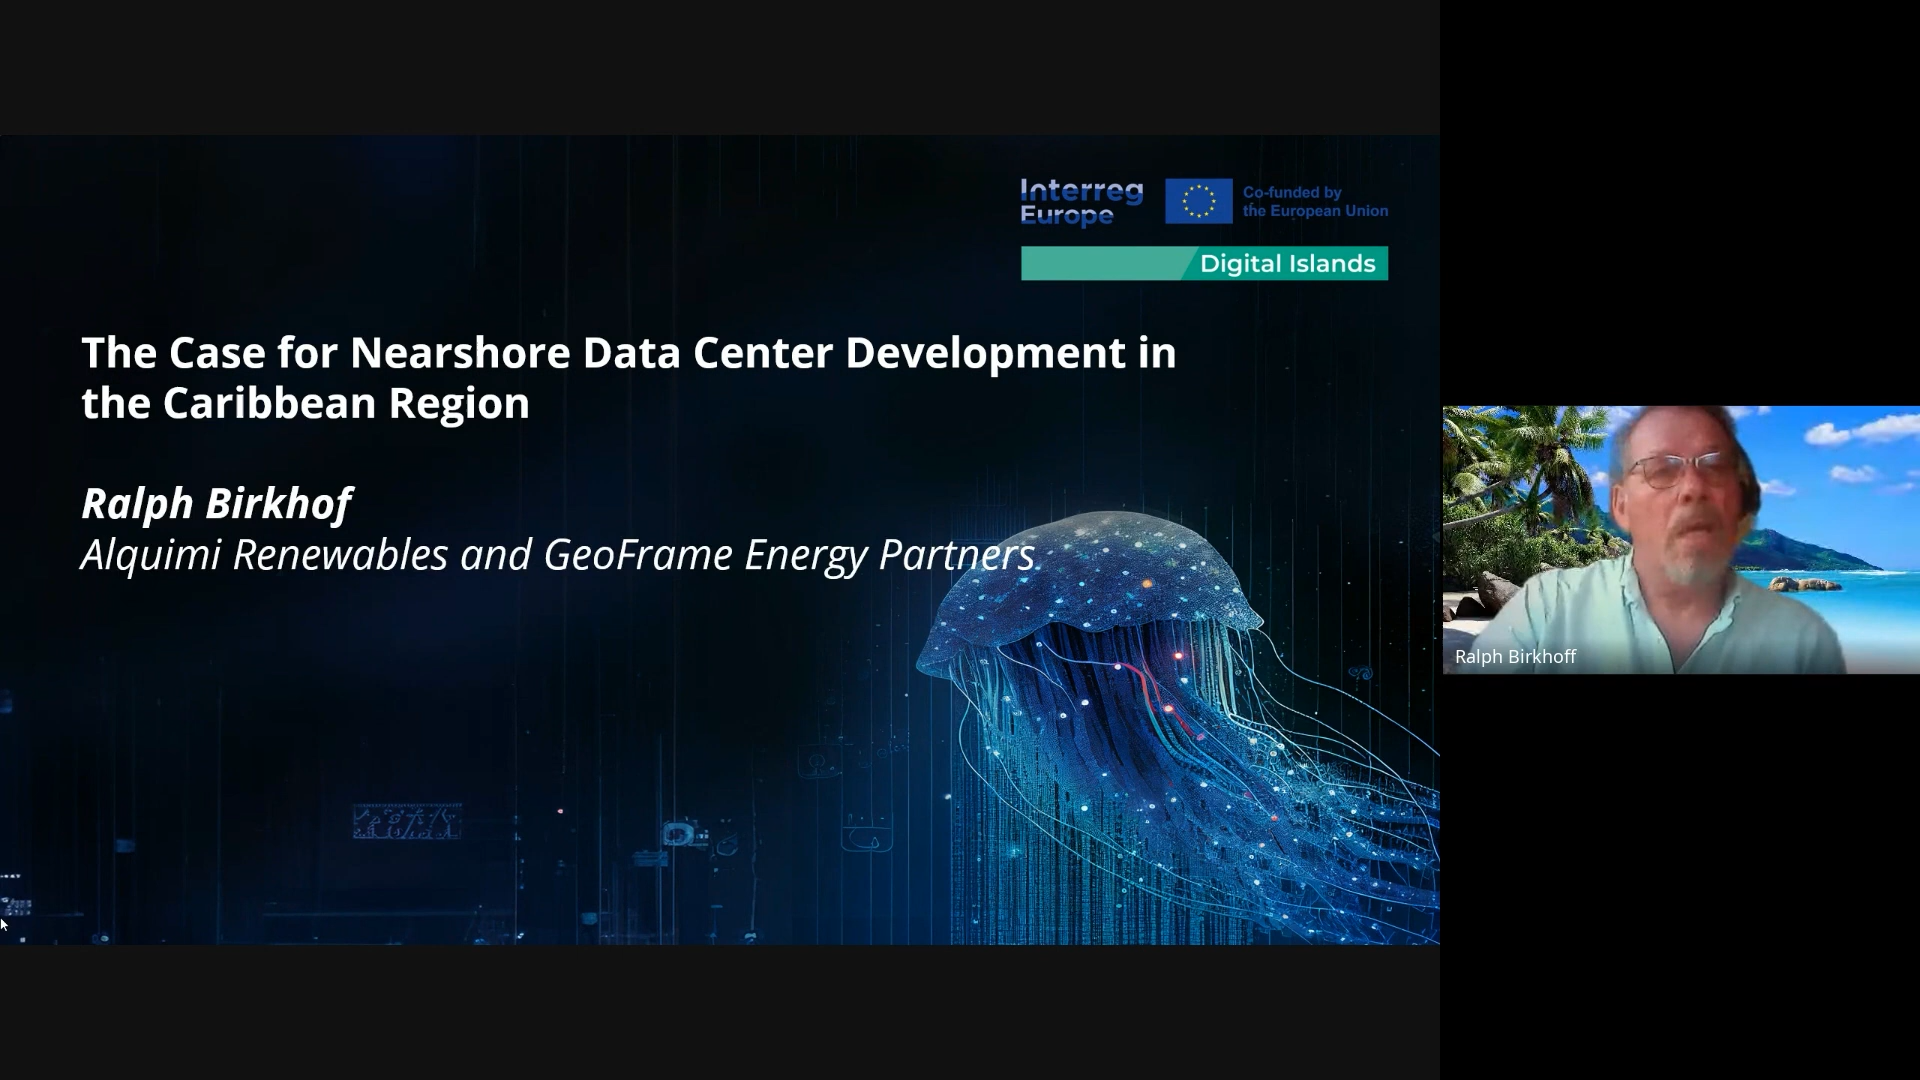 Interreg
Europe
Co-funded by
the European Union
Digital Islands
The Case for Nearshore Data Center Development in
the Caribbean Region
Ralph Birkhof
Alquimi Renewables and GeoFrame Energy Partners
Ralph Birkhoff